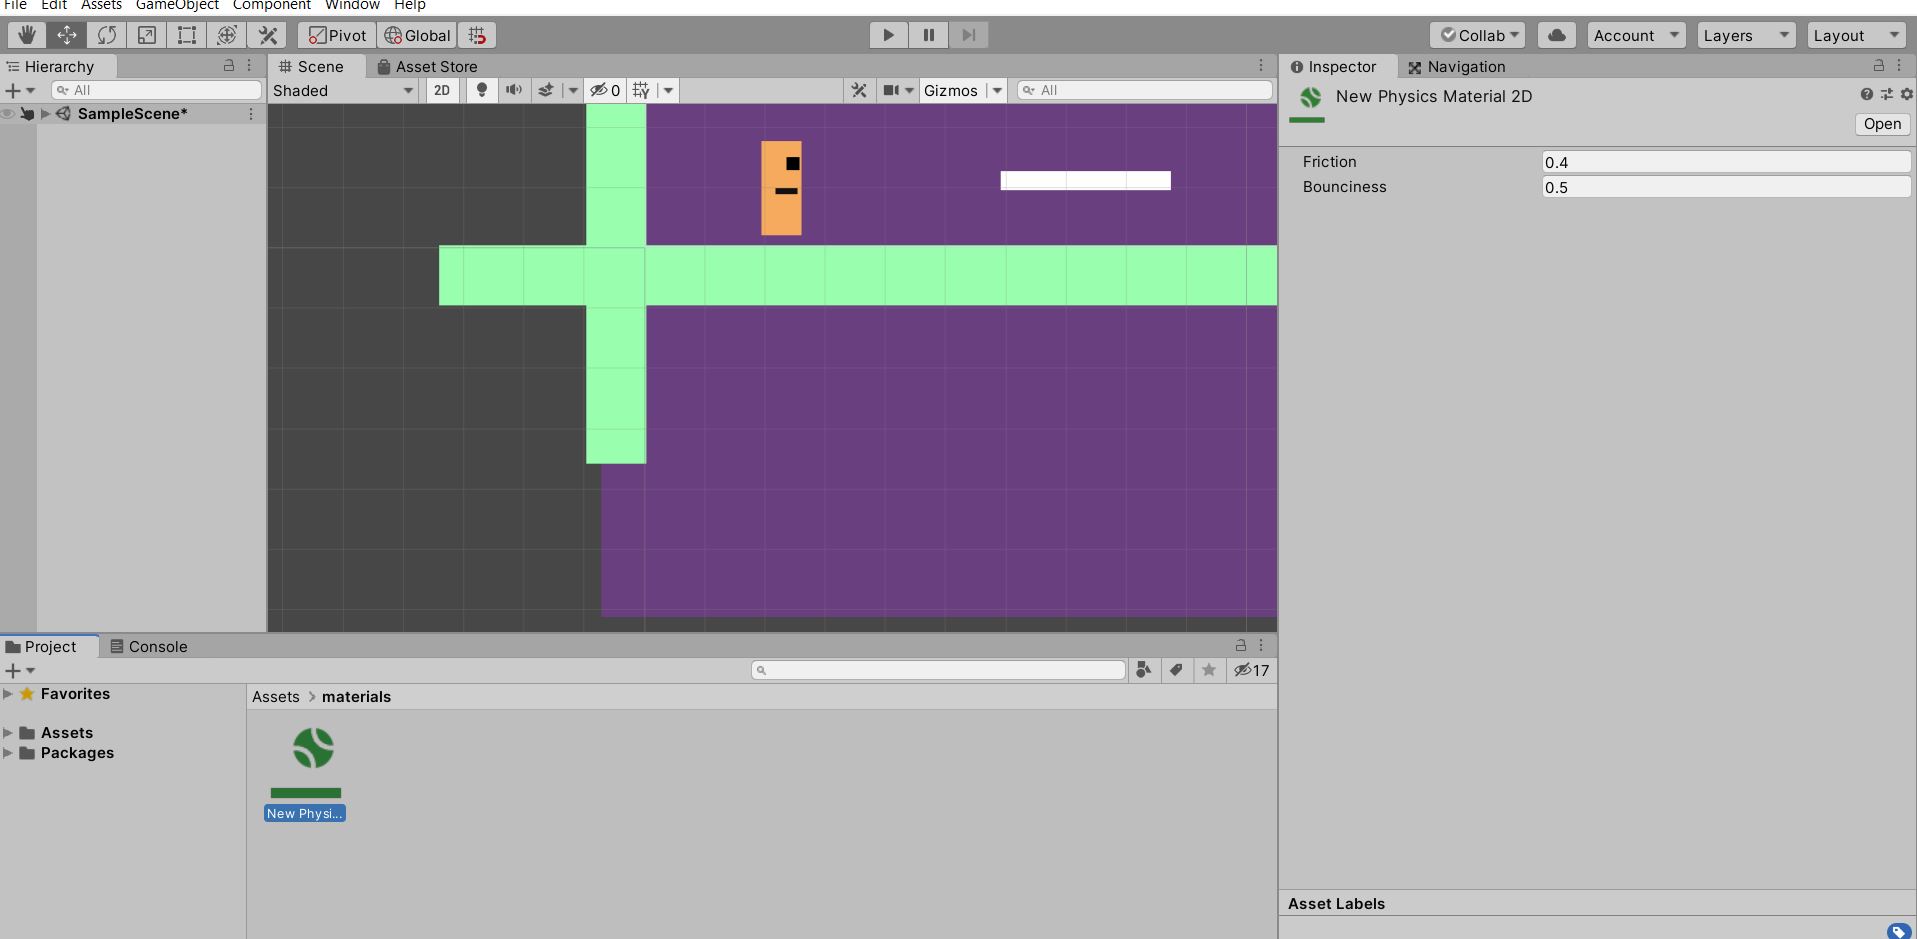 File Edit Assets GameObject Component Window Help
Pivot Global Collab Account Layers Layout
Hierarchy Scene Asset Store Inspector Navigation
All Shaded 2D 0 Gizmos All
New Physics Material 2D
SampleScene*
Open
Friction 0.4
Bounciness 0.5
Project Console
17
Favorites
Assets > materials
Assets
Packages
New Physi...
Asset Labels